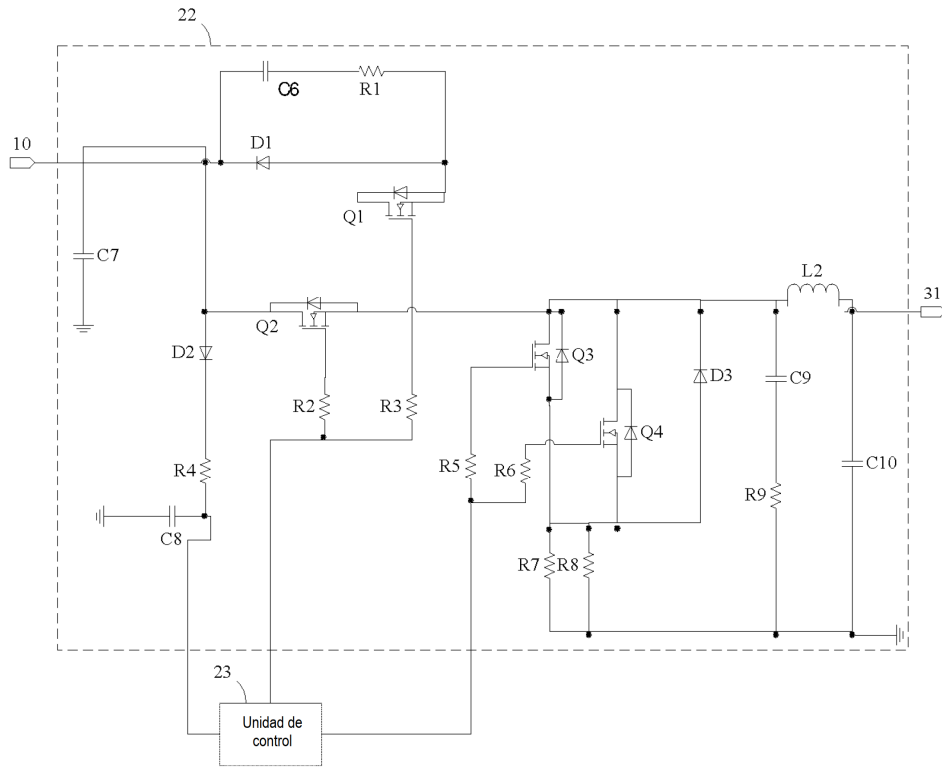 22
C6
R1
10
D1
Q1
C7
L2
31
Q2
D2
Q3
D3
C9
R2
R3
Q4
R4
R5
R6
C10
R9
C8
R7
R8
23
Unidad de
control